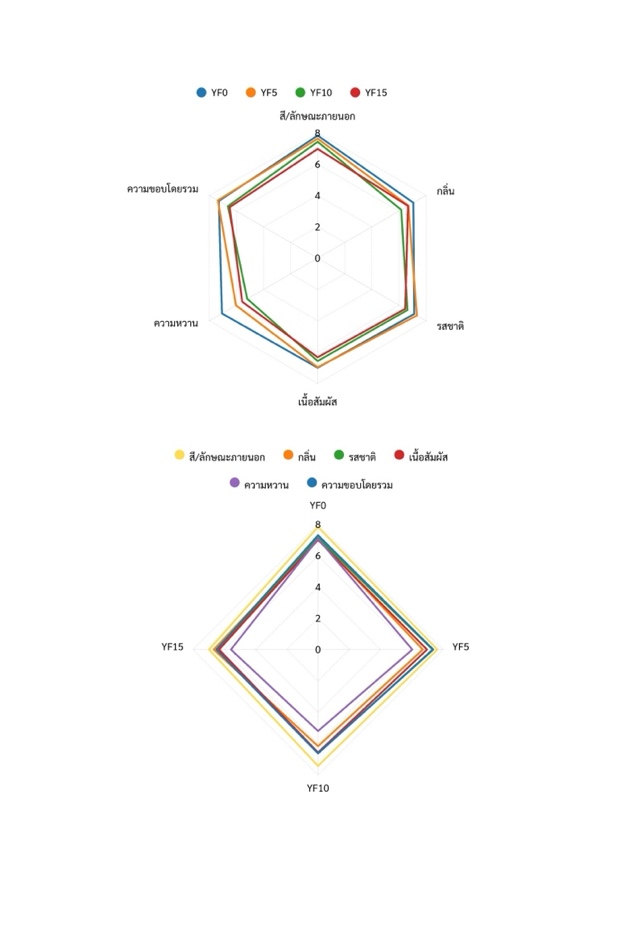 YF0 YF5 YF10 YF15
สี/ลักษณะภายนอก
8
6
4
2
0
กลิ่น
รสชาติ
เนื้อสัมผัส
ความหวาน
ความชอบโดยรวม
สี/ลักษณะภายนอก กลิ่น รสชาติ เนื้อสัมผัส
ความหวาน ความชอบโดยรวม
YF0
8
6
4
2
0
YF5
YF10
YF15